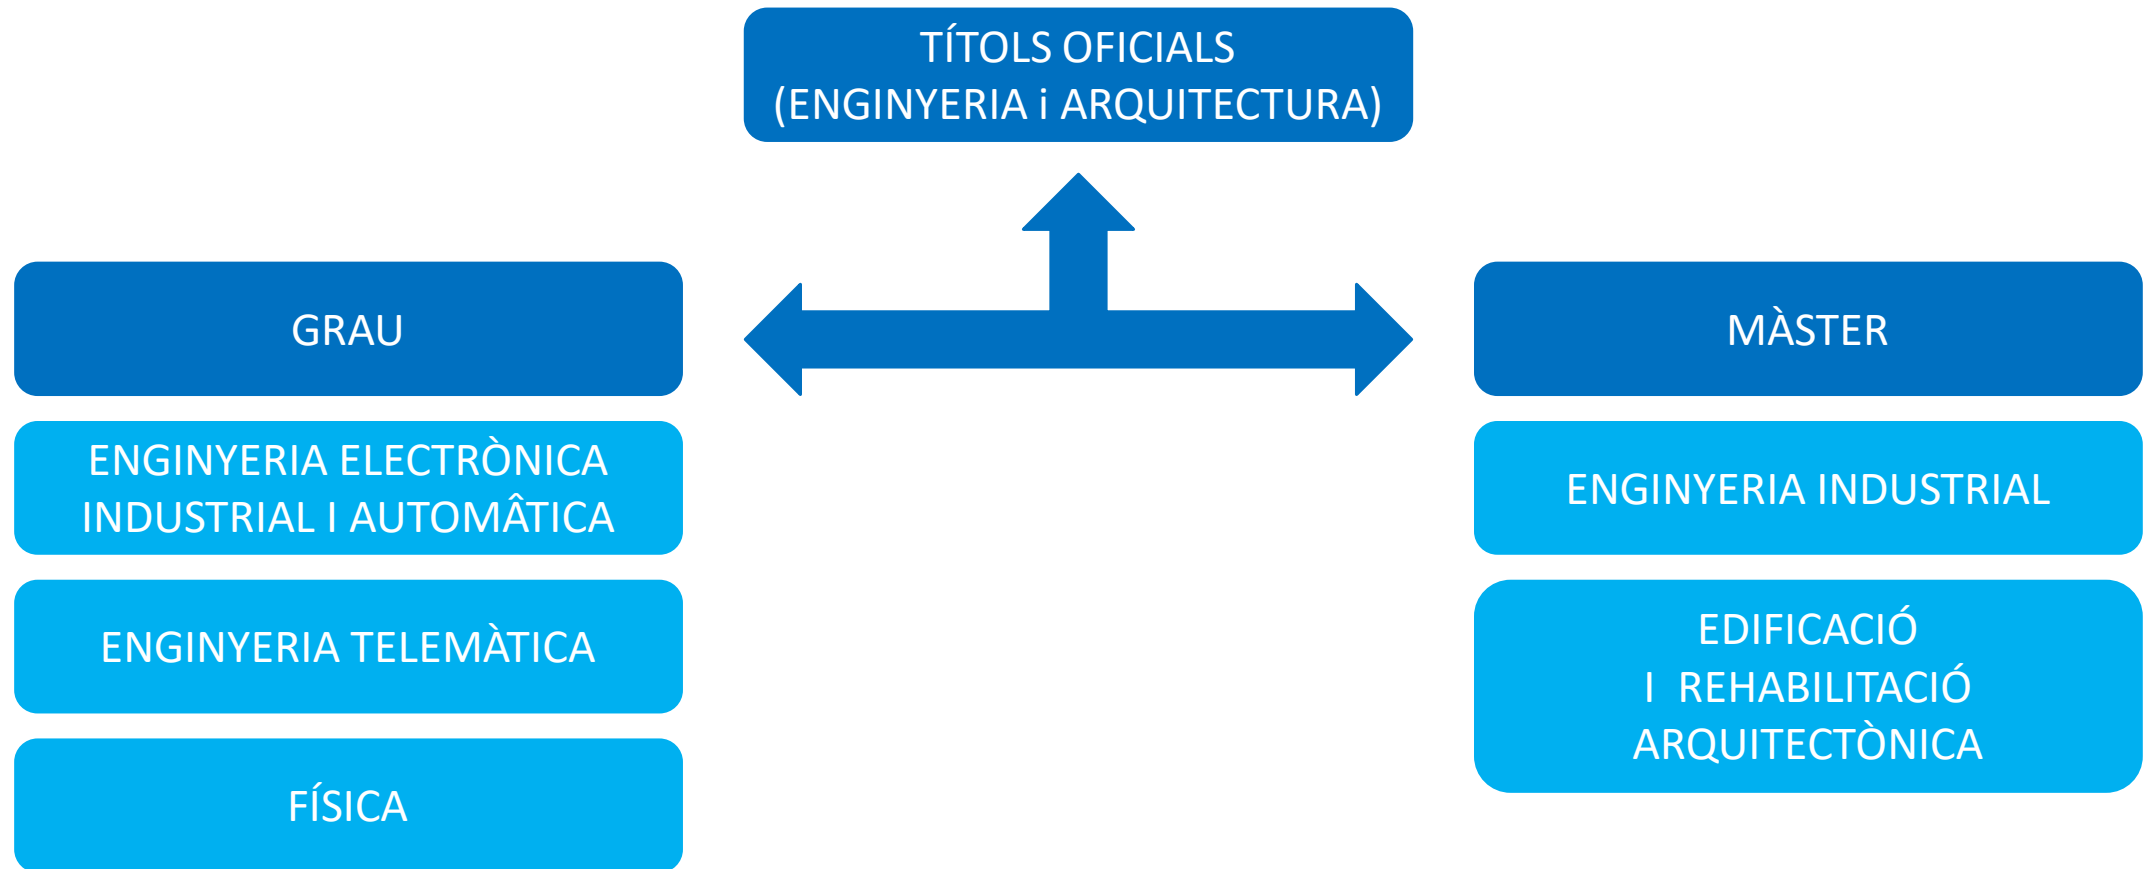 TÍTOLS OFICIALS
(ENGINYERIA i ARQUITECTURA)
GRAU
ENGINYERIA ELECTRÒNICA
INDUSTRIAL I AUTOMÂTICA
ENGINYERIA TELEMÀTICA
FÍSICA
MÀSTER
ENGINYERIA INDUSTRIAL
EDIFICACIÓ
I REHABILITACIÓ
ARQUITECTÒNICA